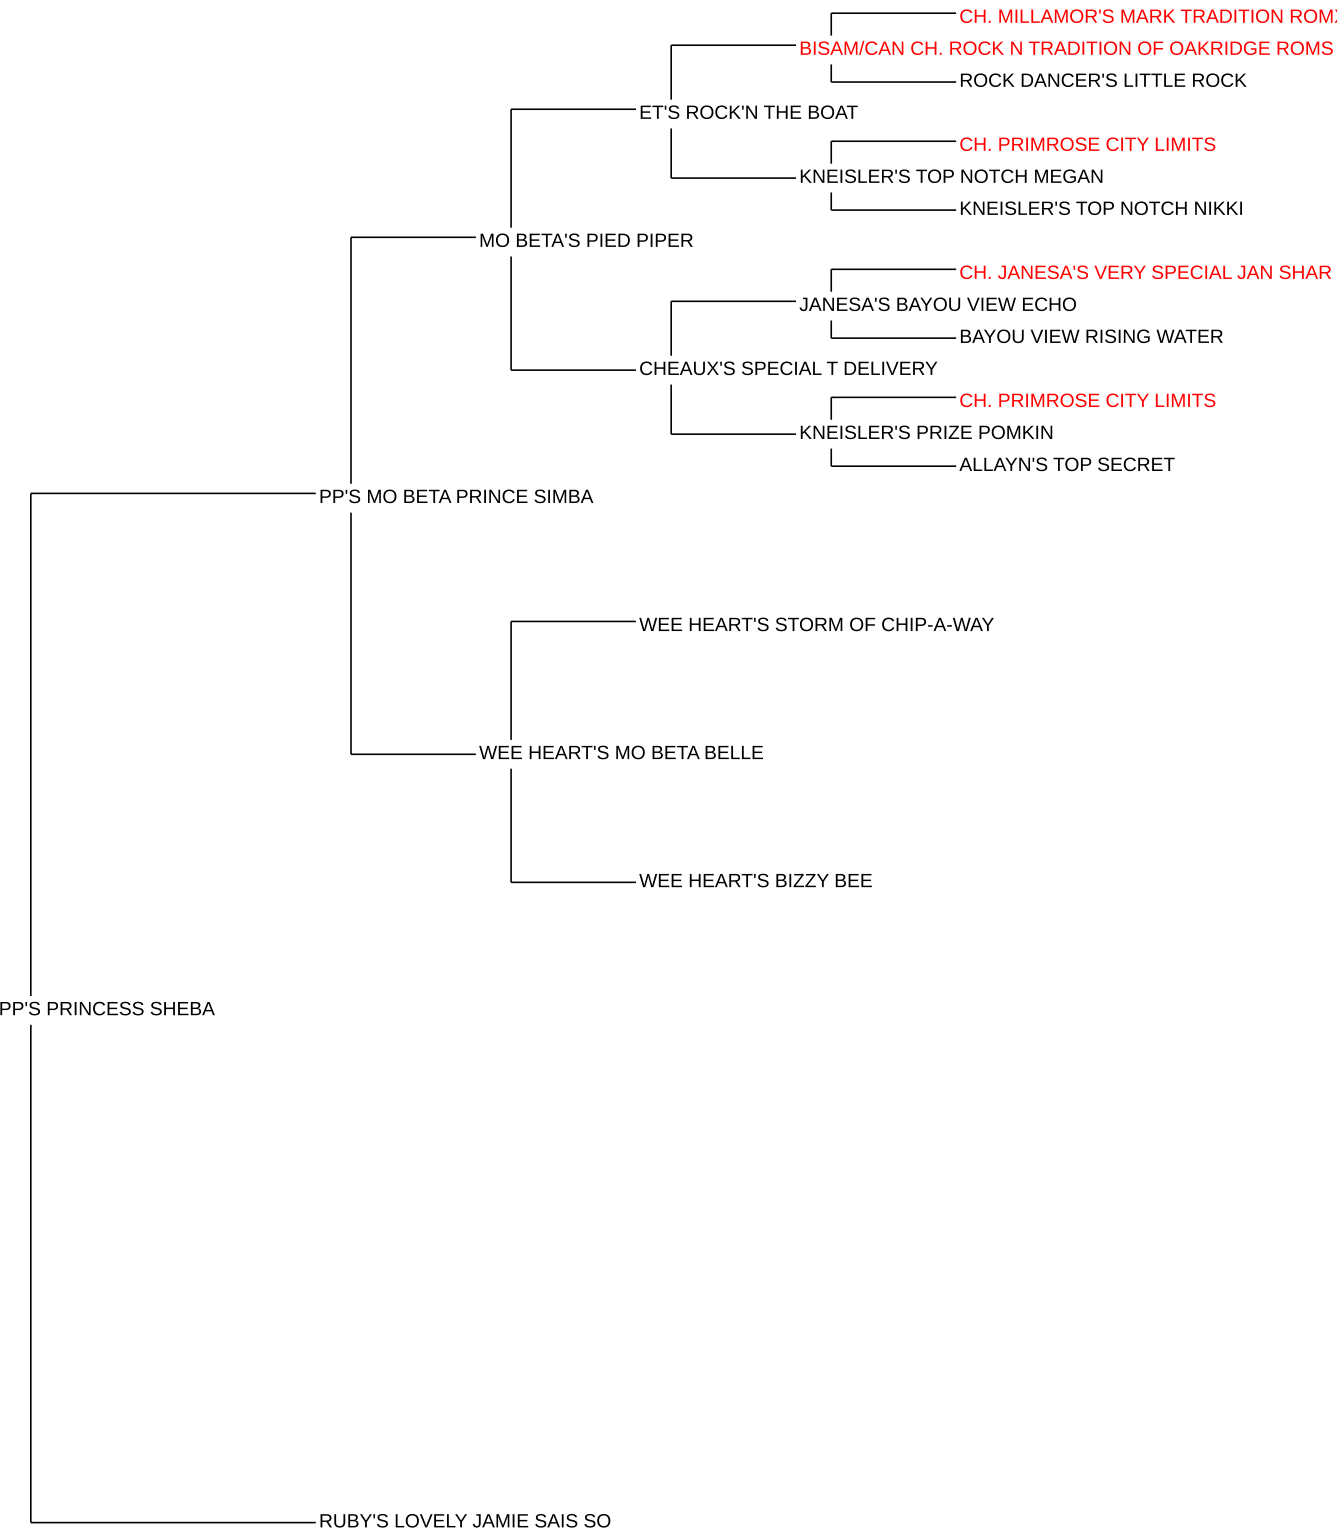 CH. MILLAMOR'S MARK TRADITION ROMX
BISAM/CAN CH. ROCK N TRADITION OF OAKRIDGE ROMS
ROCK DANCER'S LITTLE ROCK
ET'S ROCK'N THE BOAT
CH. PRIMROSE CITY LIMITS
KNEISLER'S TOP NOTCH MEGAN
KNEISLER'S TOP NOTCH NIKKI
MO BETA'S PIED PIPER
CH. JANESA'S VERY SPECIAL JAN SHAR
JANESA'S BAYOU VIEW ECHO
BAYOU VIEW RISING WATER
CHEAUX'S SPECIAL T DELIVERY
CH. PRIMROSE CITY LIMITS
KNEISLER'S PRIZE POMKIN
ALLAYN'S TOP SECRET
PP'S MO BETA PRINCE SIMBA
WEE HEART'S STORM OF CHIP-A-WAY
WEE HEART'S MO BETA BELLE
WEE HEART'S BIZZY BEE
PP'S PRINCESS SHEBA
RUBY'S LOVELY JAMIE SAIS SO